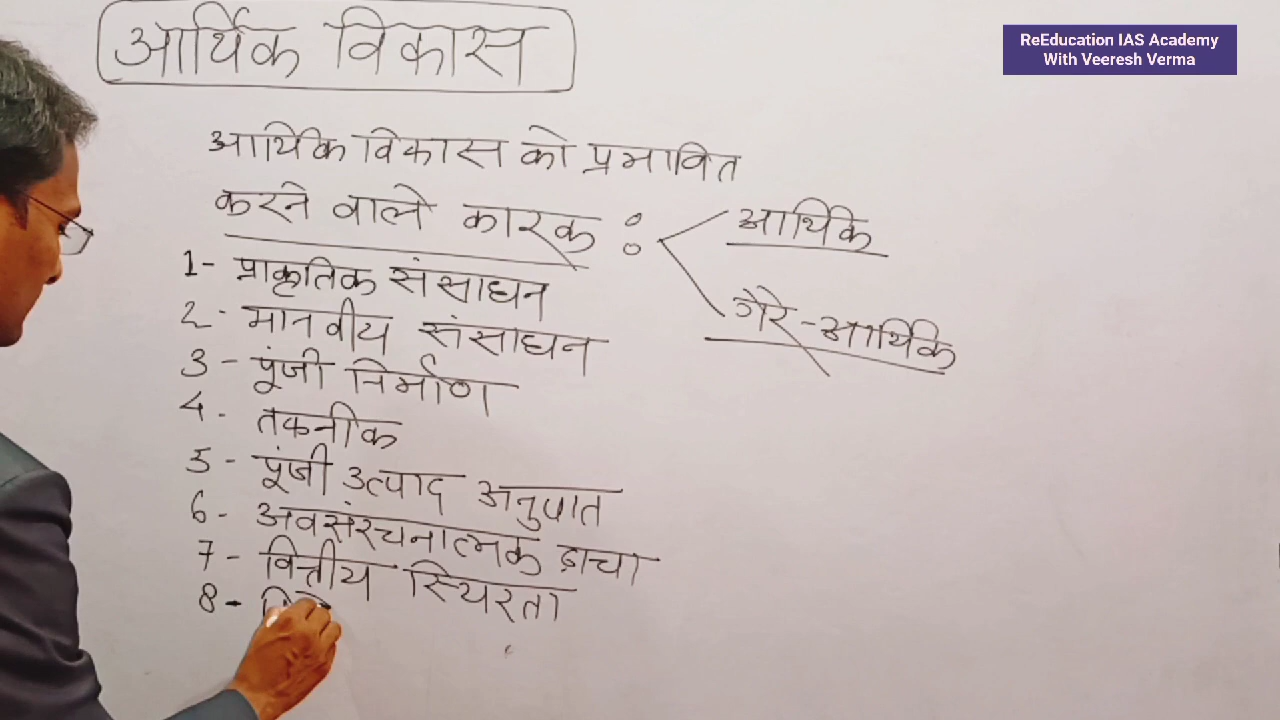 ReEducation IAS Academy
With Veeresh Verma
आर्थिक विकास
आर्थिक विकास को प्रभावित
करने वाले कारक :
आर्थिक
गैर-आर्थिक
1- प्राकृतिक संसाधन
2- मानवीय संसाधन
3- पूंजी निर्माण
4- तकनीक
5- पूंजी उत्पाद अनुपात
6- अवसंरचनात्मक ढ़ाचा
7- वित्तीय स्थिरता
8-